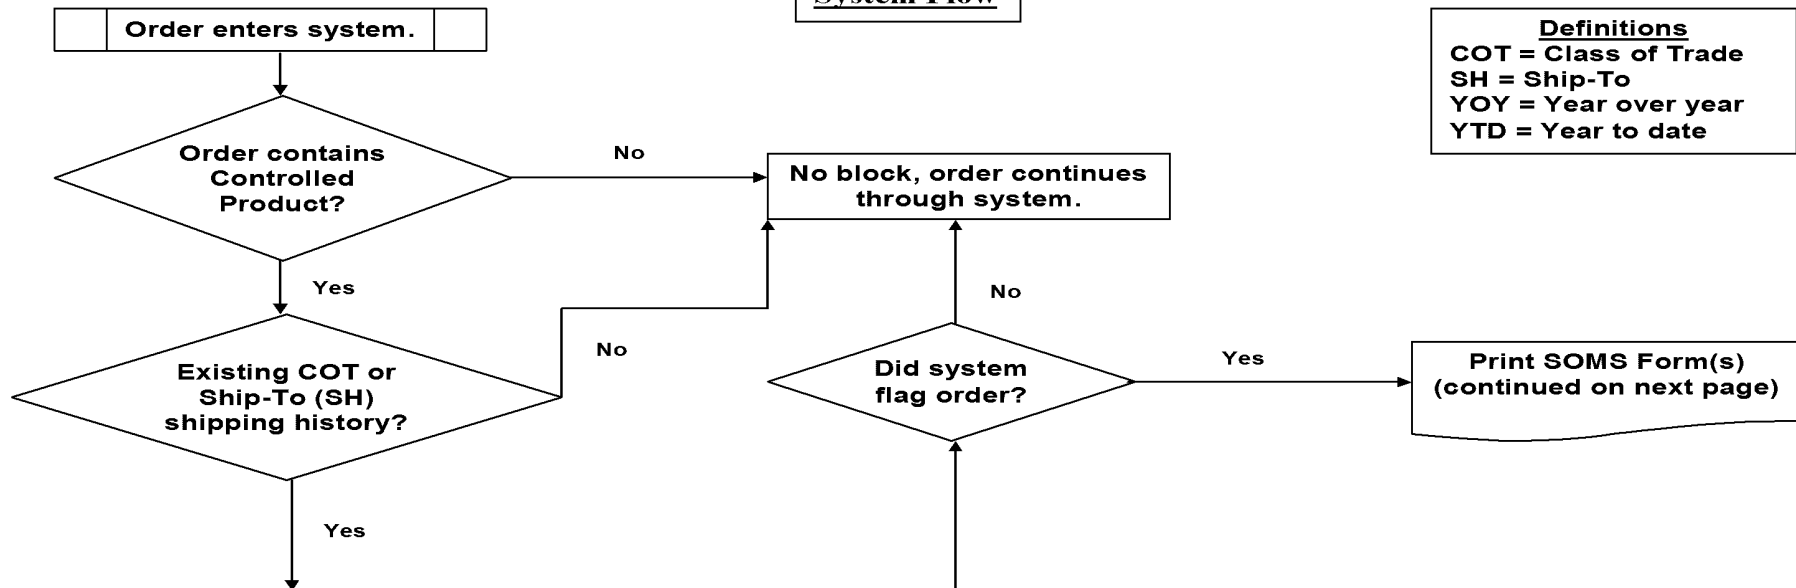 System Flow
Order enters system.
Definitions
COT = Class of Trade
SH = Ship-To
YOY = Year over year
YTD = Year to date
Order contains
Controlled
Product?
No
No block, order continues
through system.
Yes
No
Existing COT or
Ship-To (SH)
shipping history?
No
Did system
flag order?
Yes
Print SOMS Form(s)
(continued on next page)
Yes